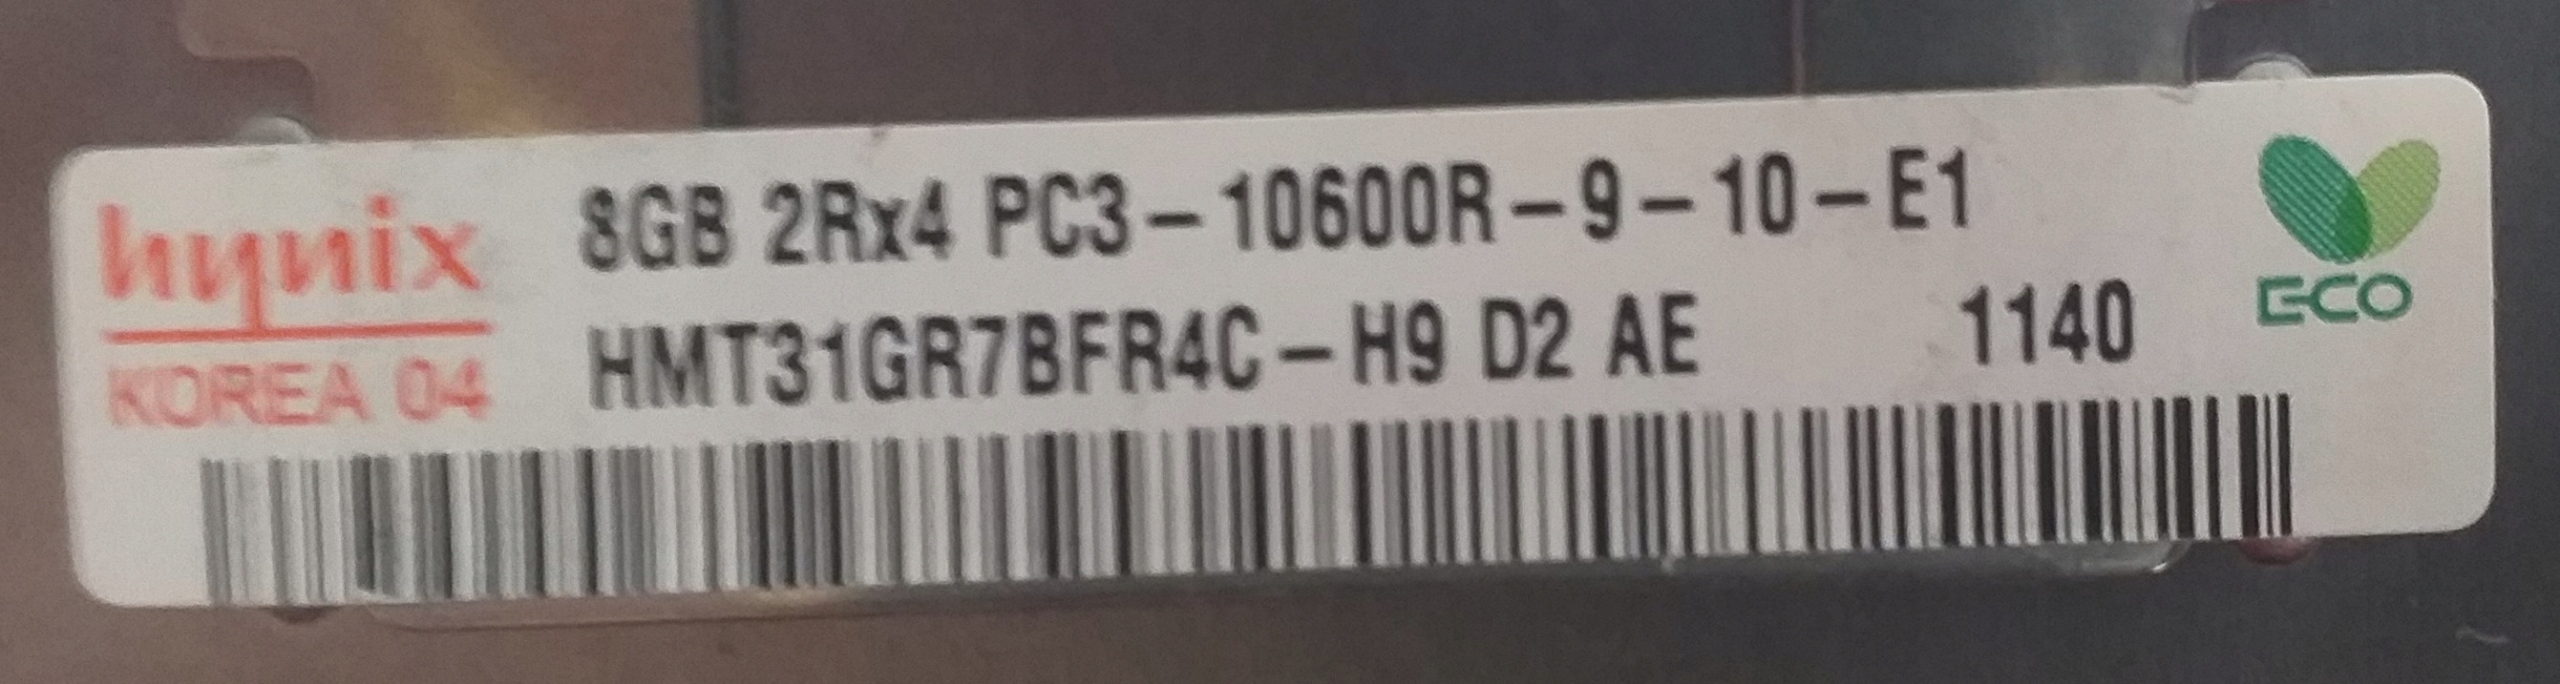 hynix
KOREA 04
8GB 2Rx4 PC3-10600R-9-10-E1
HMT31GR7BFR4C-H9 D2 AE 1140
ECO